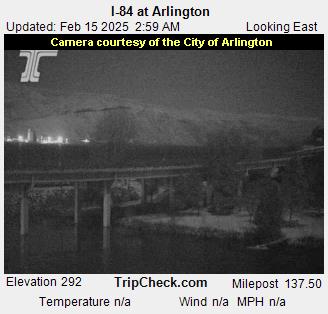 I-84 at Arlington
Updated: Feb 15 2025 2:59 AM Looking East
Camera courtesy of the City of Arlington
Elevation 292 TripCheck.com Milepost 137.50
Temperature n/a Wind n/a MPH n/a